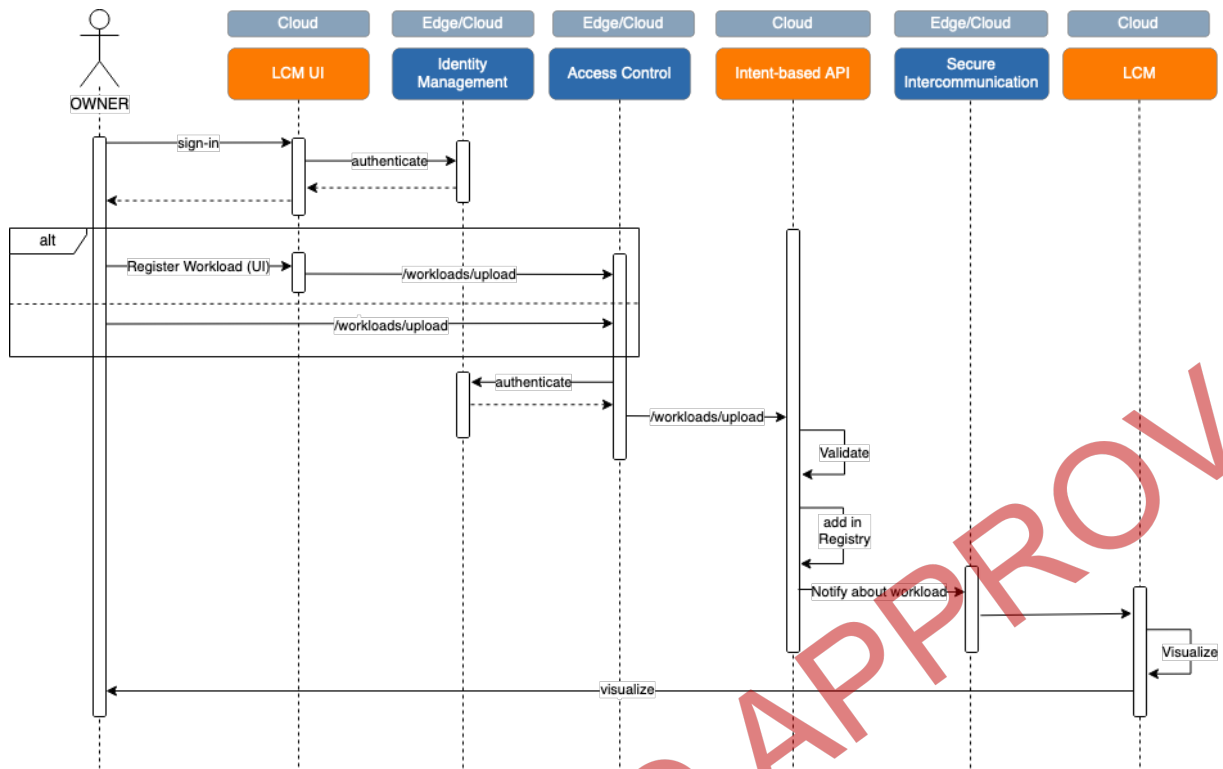 Cloud
Edge/Cloud
Edge/Cloud
Cloud
Edge/Cloud
Cloud
LCM UI
Identity
Management
Access Control
Intent-based API
Secure
Intercommunication
LCM
OWNER
sign-in
authenticate
alt
Register Workload (UI)
/workloads/upload
/workloads/upload
authenticate
/workloads/upload
Validate
add in
Registry
Notify about workload
Visualize
visualize
APPROV